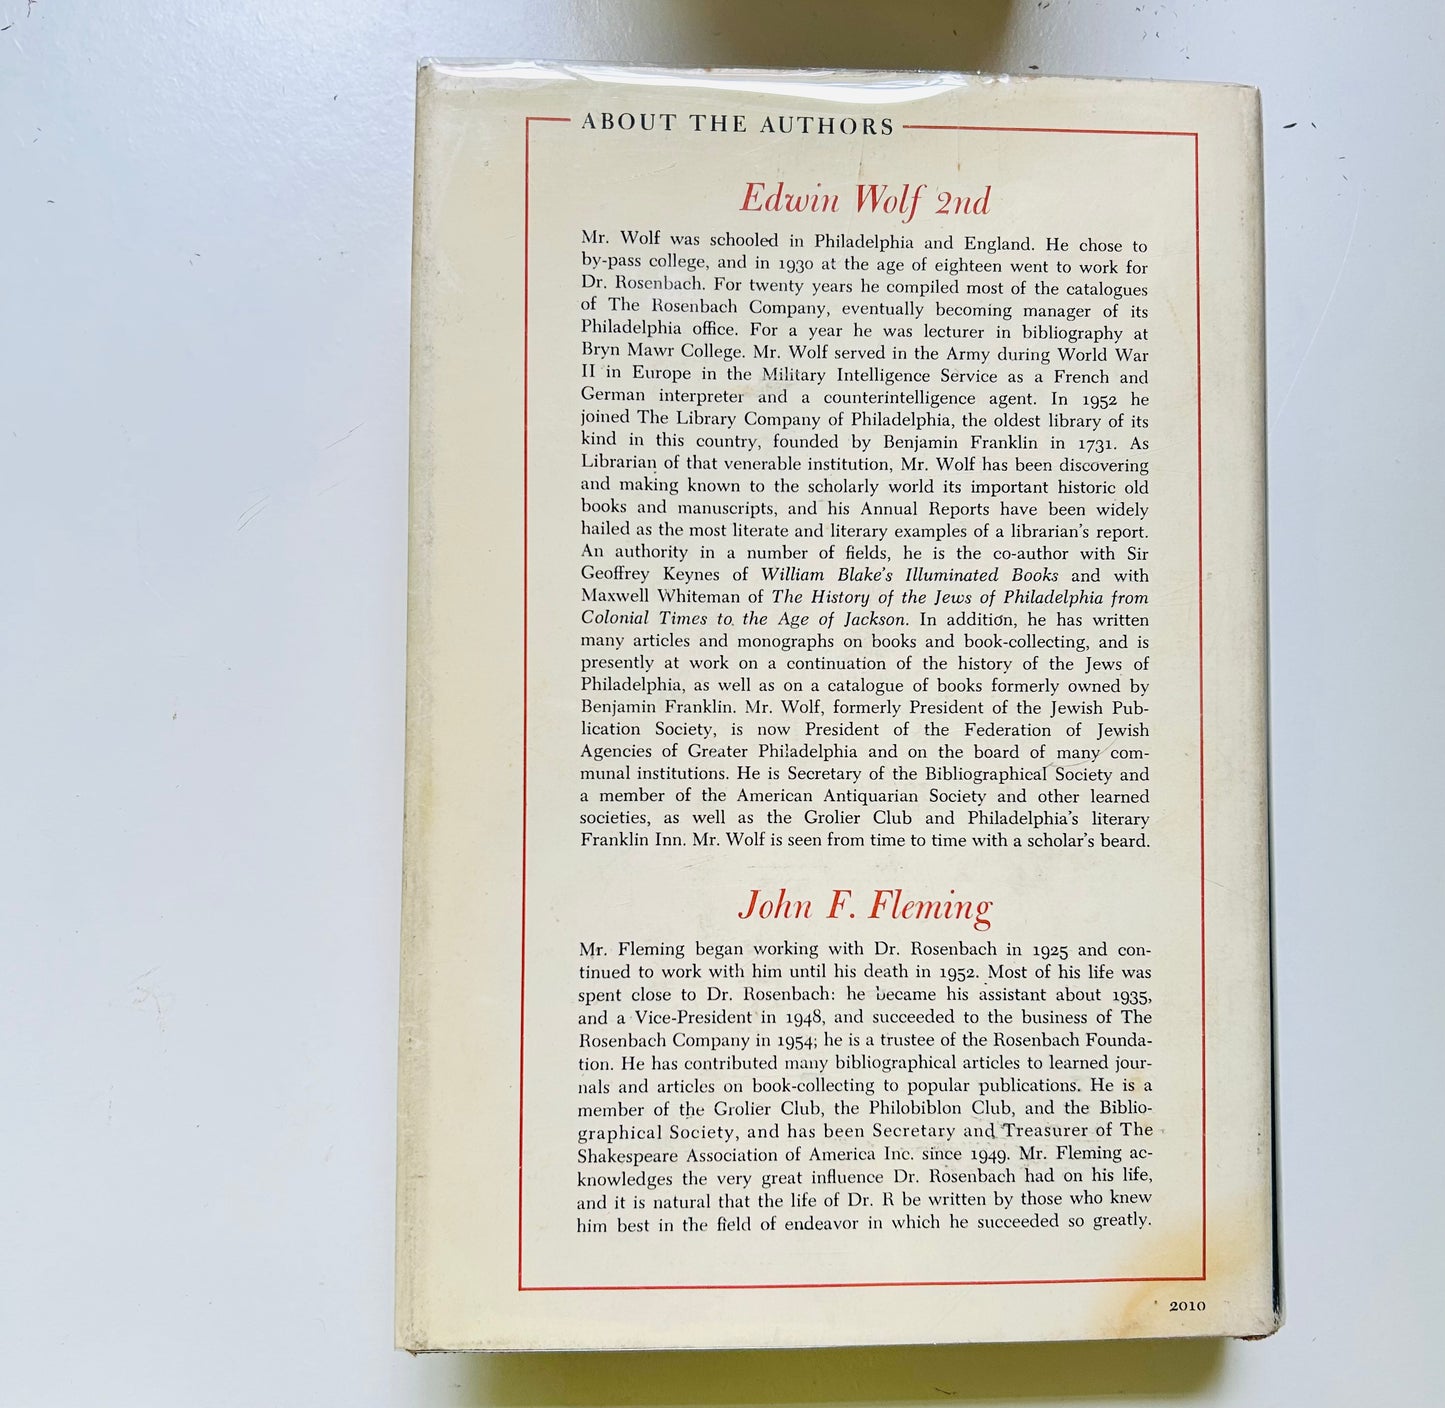 ABOUT THE AUTHORS
Edwin Wolf 2nd
Mr. Wolf was schooled in Philadelphia and England. He chose to
by-pass college, and in 1930 at the age of eighteen went to work for
Dr. Rosenbach. For twenty years he compiled most of the catalogues
of The Rosenbach Company, eventually becoming manager of its
Philadelphia office. For a year he was lecturer in bibliography at
Bryn Mawr College. Mr. Wolf served in the Army during World War
II in Europe in the Military Intelligence Service as a French and
German interpreter and a counterintelligence agent. In 1952 he
joined The Library Company of Philadelphia, the oldest library of its
kind in this country, founded by Benjamin Franklin in 1731. As
Librarian of that venerable institution, Mr. Wolf has been discovering
and making known to the scholarly world its important historic old
books and manuscripts, and his Annual Reports have been widely
hailed as the most literate and literary examples of a librarian's report.
An authority in a number of fields, he is the co-author with Sir
Geoffrey Keynes of William Blake's Illuminated Books and with
Maxwell Whiteman of The History of the Jews of Philadelphia from
Colonial Times to the Age of Jackson. In addition, he has written
many articles and monographs on books and book-collecting, and is
presently at work on a continuation of the history of the Jews of
Philadelphia, as well as on a catalogue of books formerly owned by
Benjamin Franklin. Mr. Wolf, formerly President of the Jewish Pub-
lication Society, is now President of the Federation of Jewish
Agencies of Greater Philadelphia and on the board of many com-
munal institutions. He is Secretary of the Bibliographical Society and
a member of the American Antiquarian Society and other learned
societies, as well as the Grolier Club and Philadelphia's literary
Franklin Inn. Mr. Wolf is seen from time to time with a scholar's beard.
John F. Fleming
Mr. Fleming began working with Dr. Rosenbach in 1925 and con-
tinued to work with him until his death in 1952. Most of his life was
spent close to Dr. Rosenbach: he became his assistant about 1935,
and a Vice-President in 1948, and succeeded to the business of The
Rosenbach Company in 1954; he is a trustee of the Rosenbach Founda-
tion. He has contributed many bibliographical articles to learned jour-
nals and articles on book-collecting to popular publications. He is a
member of the Grolier Club, the Philobiblon Club, and the Biblio-
graphical Society, and has been Secretary and Treasurer of The
Shakespeare Association of America Inc. since 1949. Mr. Fleming ac-
knowledges the very great influence Dr. Rosenbach had on his life,
and it is natural that the life of Dr. R be written by those who knew
him best in the field of endeavor in which he succeeded so greatly.
2010